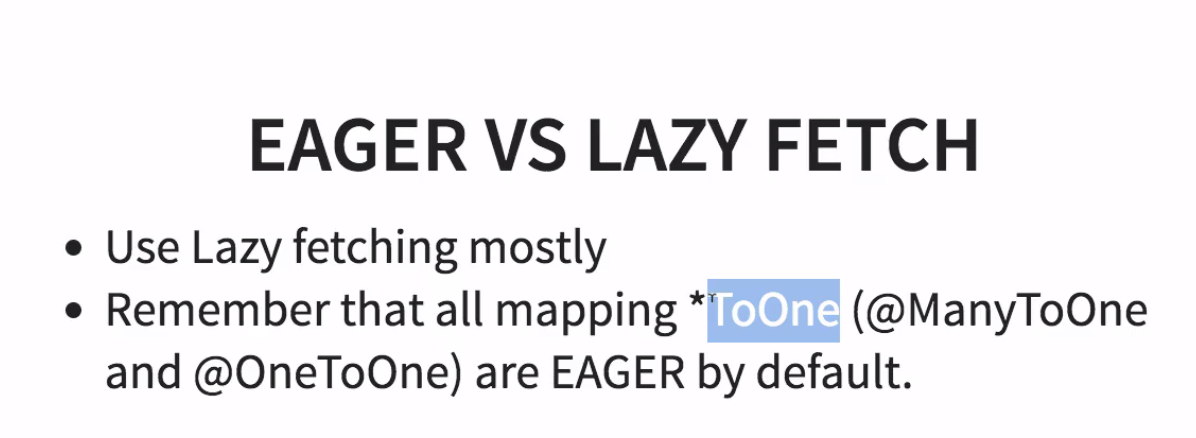 EAGER VS LAZY FETCH
• Use Lazy fetching mostly
• Remember that all mapping *ToOne (@ManyToOne
and @OneToOne) are EAGER by default.